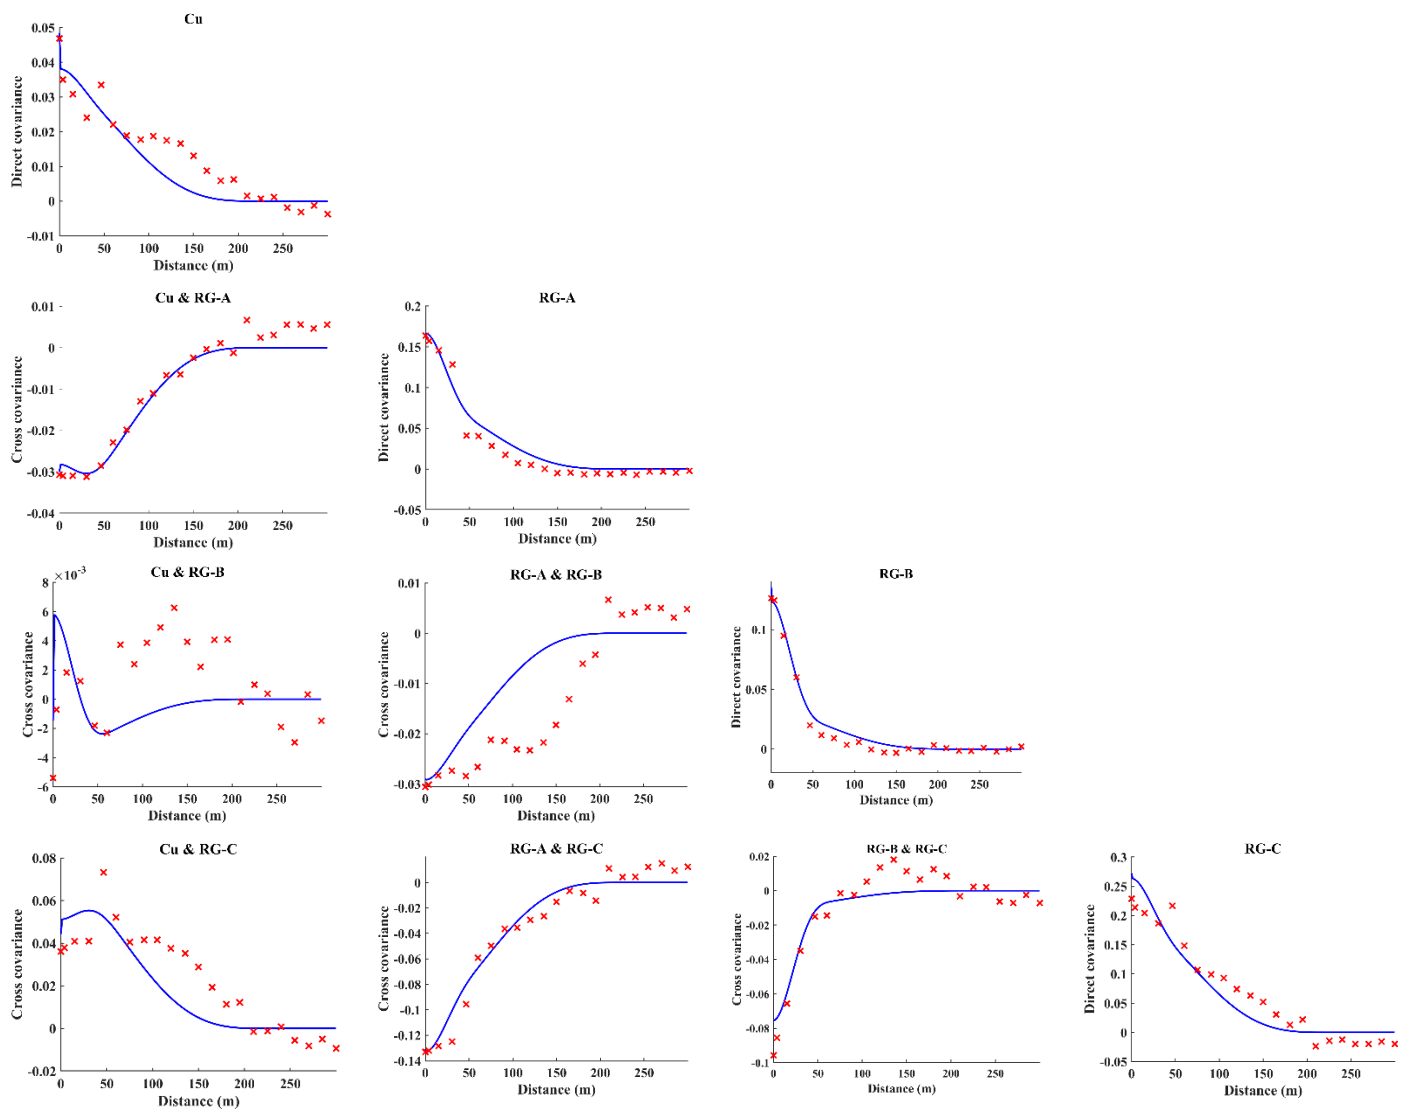 Cu
0.05
0.04
0.03
0.02
0.01
0
-0.01
Direct covariance
0 50 100 150 200 250
Distance (m)
Cu & RG-A
0.01
0
-0.01
-0.02
-0.03
-0.04
Cross covariance
0 50 100 150 200 250
Distance (m)
RG-A
0.2
0.15
0.1
0.05
0
-0.05
Direct covariance
0 50 100 150 200 250
Distance (m)
Cu & RG-B
×10-3
8
6
4
2
0
-2
-4
-6
Cross covariance
0 50 100 150 200 250
Distance (m)
RG-A & RG-B
0.01
0
-0.01
-0.02
-0.03
Cross covariance
0 50 100 150 200 250
Distance (m)
RG-B
0.1
0.05
0
Direct covariance
0 50 100 150 200 250
Distance (m)
Cu & RG-C
0.08
0.06
0.04
0.02
0
-0.02
Cross covariance
0 50 100 150 200 250
Distance (m)
RG-A & RG-C
0
-0.02
-0.04
-0.06
-0.08
-0.1
-0.12
-0.14
Cross covariance
0 50 100 150 200 250
Distance (m)
RG-B & RG-C
0.02
0
-0.02
-0.04
-0.06
-0.08
-0.1
Cross covariance
0 50 100 150 200 250
Distance (m)
RG-C
0.3
0.25
0.2
0.15
0.1
0.05
0
-0.05
Direct covariance
0 50 100 150 200 250
Distance (m)